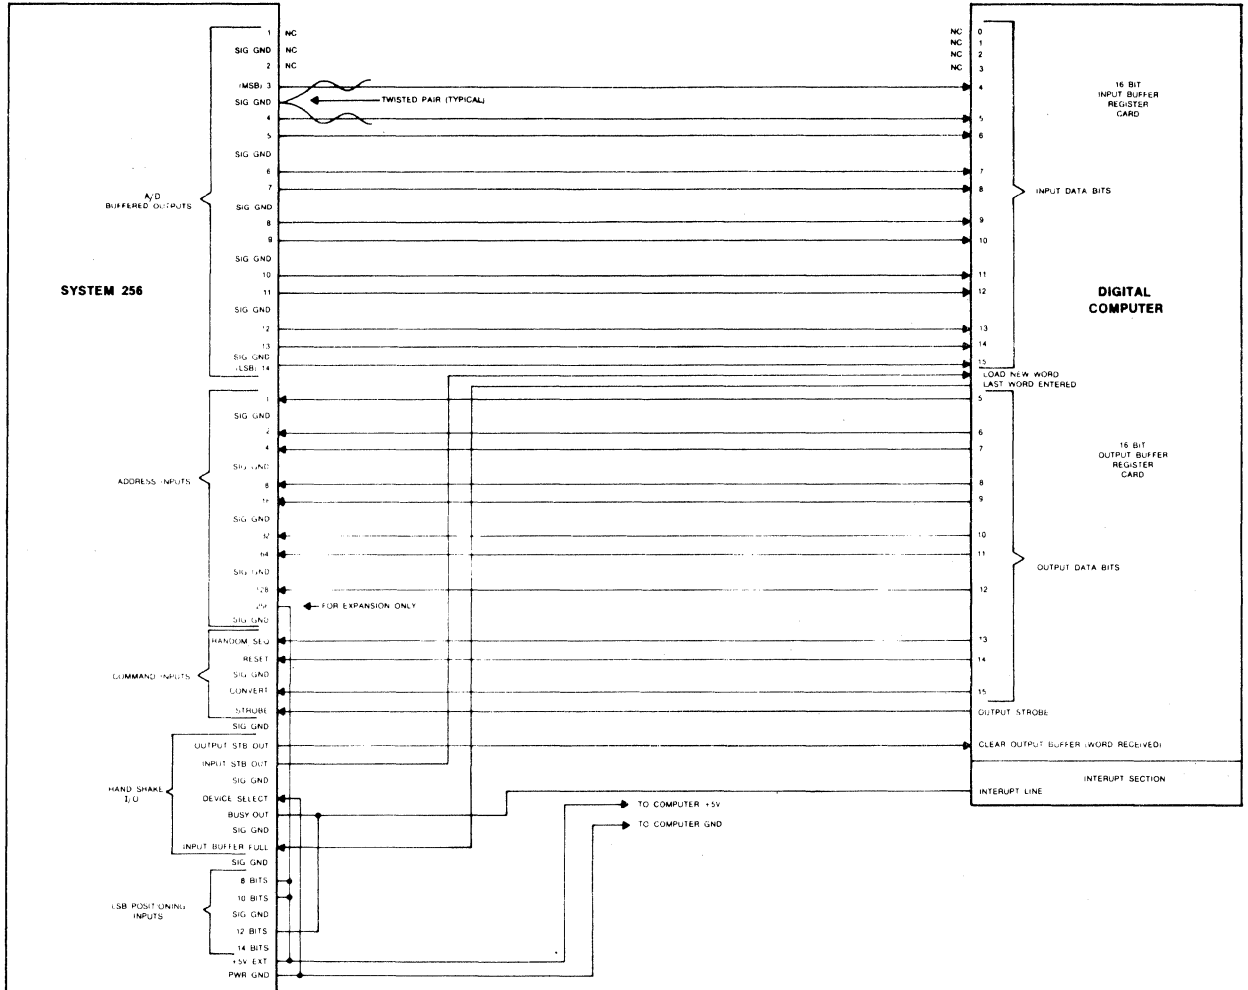 1 NC
SIG GND NC
2 NC
(MSB) 3
SIG GND
TWISTED PAIR (TYPICAL)
4
5
SIG GND
6
7
A/D
BUFFERED OUTPUTS
SIG GND
8
9
SIG GND
10
SYSTEM 256
11
SIG GND
12
13
SIG GND
(LSB) 14
1
SIG GND
2
4
SIG GND
ADDRESS INPUTS
8
16
SIG GND
32
64
SIG GND
128
256
FOR EXPANSION ONLY
SIG GND
RANDOM SEQ
RESET
COMMAND INPUTS
SIG GND
CONVERT
STROBE
SIG GND
OUTPUT STB OUT
INPUT STB OUT
SIG GND
HAND SHAKE
I/O
DEVICE SELECT
BUSY OUT
SIG GND
INPUT BUFFER FULL
SIG GND
8 BITS
10 BITS
LSB POSITIONING
INPUTS
SIG GND
12 BITS
14 BITS
+5V EXT
PWR GND
TO COMPUTER +5V
TO COMPUTER GND
NC 0
NC 1
NC 2
NC 3
4
16 BIT
INPUT BUFFER
REGISTER
CARD
5
6
7
8
INPUT DATA BITS
9
10
11
12
DIGITAL
COMPUTER
13
14
15
LOAD NEW WORD
LAST WORD ENTERED
5
6
7
16 BIT
OUTPUT BUFFER
REGISTER
CARD
8
9
10
11
OUTPUT DATA BITS
12
13
14
15
OUTPUT STROBE
CLEAR OUTPUT BUFFER (WORD RECEIVED)
INTERUPT SECTION
INTERUPT LINE